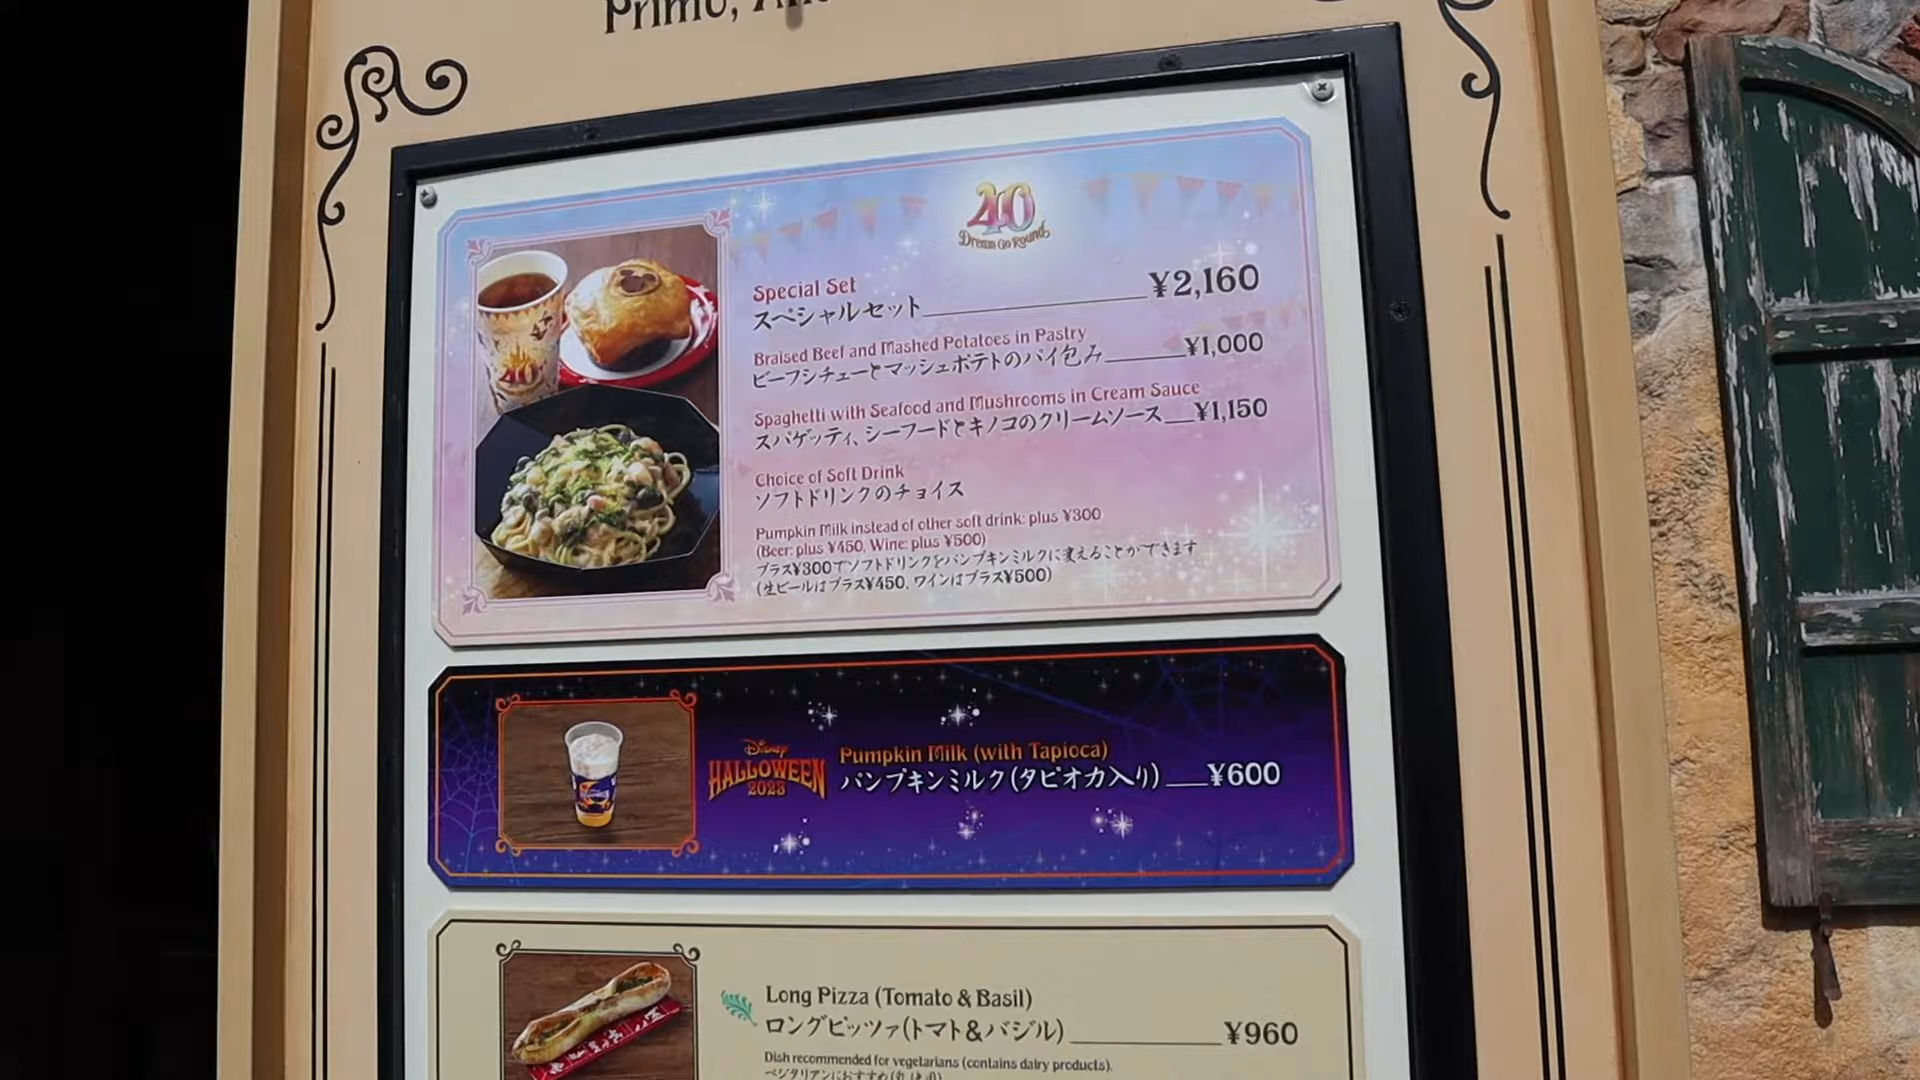 Primo,
40
Dream Go Round
Special Set
スペシャルセット ¥2,160
Braised Beef and Mashed Potatoes in Pastry
ビーフシチューとマッシュポテトのパイ包み ¥1,000
Spaghetti with Seafood and Mushrooms in Cream Sauce
スパゲッティ、シーフードとキノコのクリームソース ¥1,150
Choice of Soft Drink
ソフトドリンクのチョイス
Pumpkin Milk instead of other soft drink: plus ¥300
(Beer: plus ¥450, Wine: plus ¥500)
プラス¥300でソフトドリンクをパンプキンミルクに変えることができます
(生ビールはプラス¥450、ワインはプラス¥500)
40
Disney
HALLOWEEN
2023
Pumpkin Milk (with Tapioca)
パンプキンミルク(タピオカ入り) ¥600
Long Pizza (Tomato & Basil)
ロングピッツァ(トマト&バジル) ¥960
Dish recommended for vegetarians (contains dairy products).
ベジタリアンにおすすめ